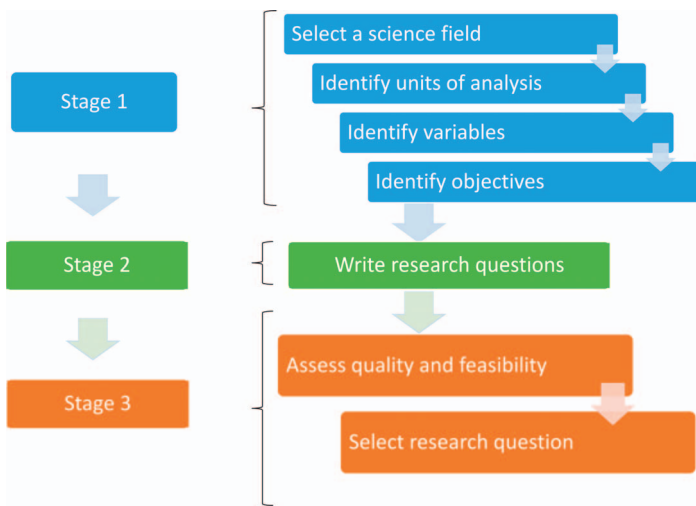 Select a science field
Identify units of analysis
Stage 1
Identify variables
Identify objectives
Stage 2
Write research questions
Assess quality and feasibility
Stage 3
Select research question